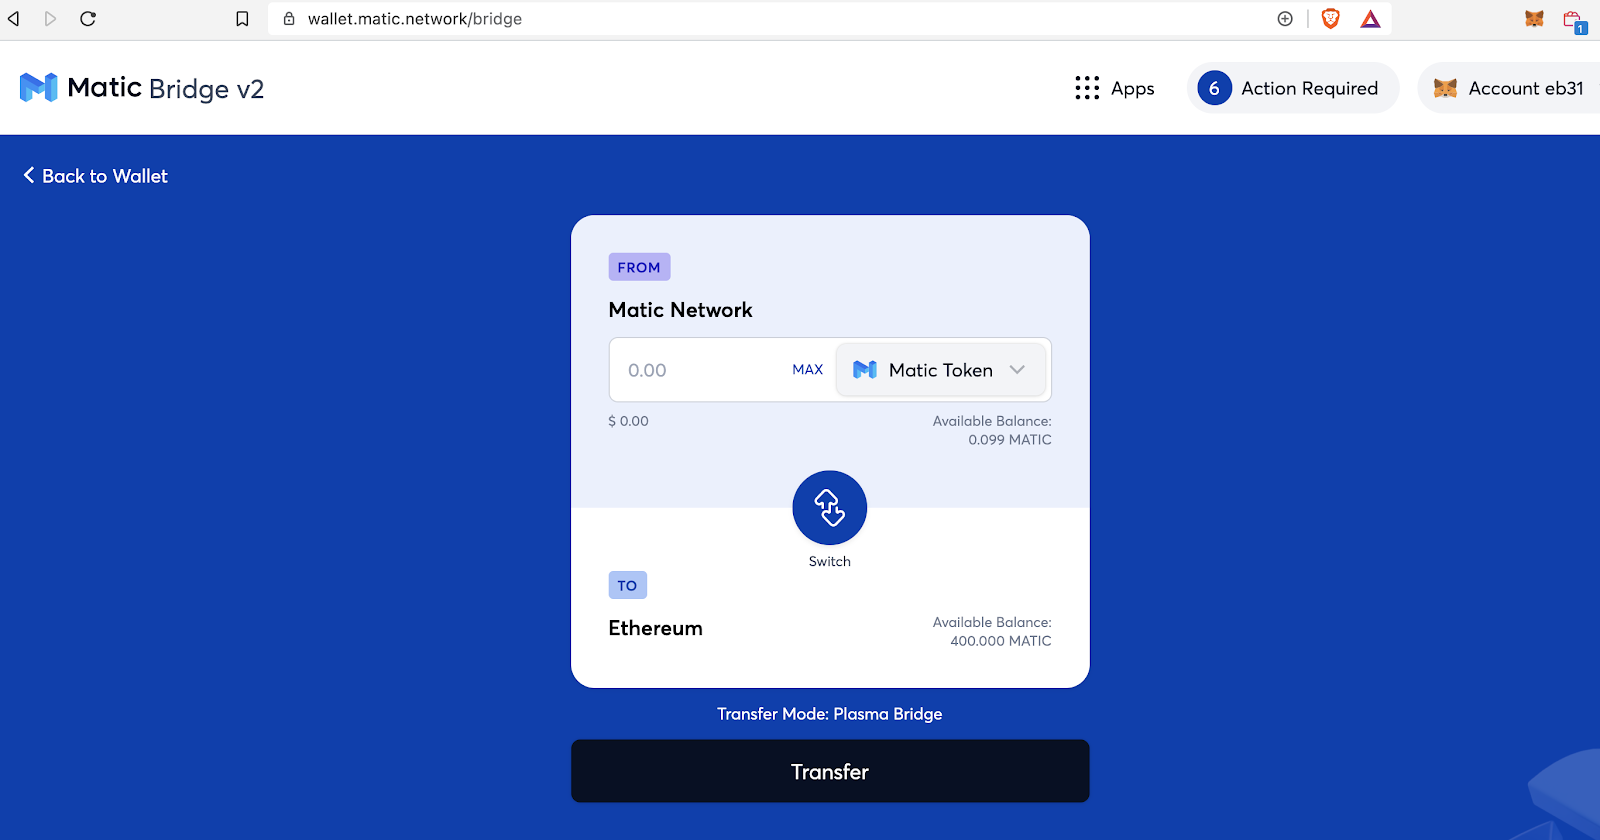 wallet.matic.network/bridge
1
Matic Bridge v2
Apps
6 Action Required
Account eb31
Back to Wallet
FROM
Matic Network
0.00 MAX Matic Token
$ 0.00
Available Balance:
0.099 MATIC
Switch
TO
Ethereum
Available Balance:
400.000 MATIC
Transfer Mode: Plasma Bridge
Transfer